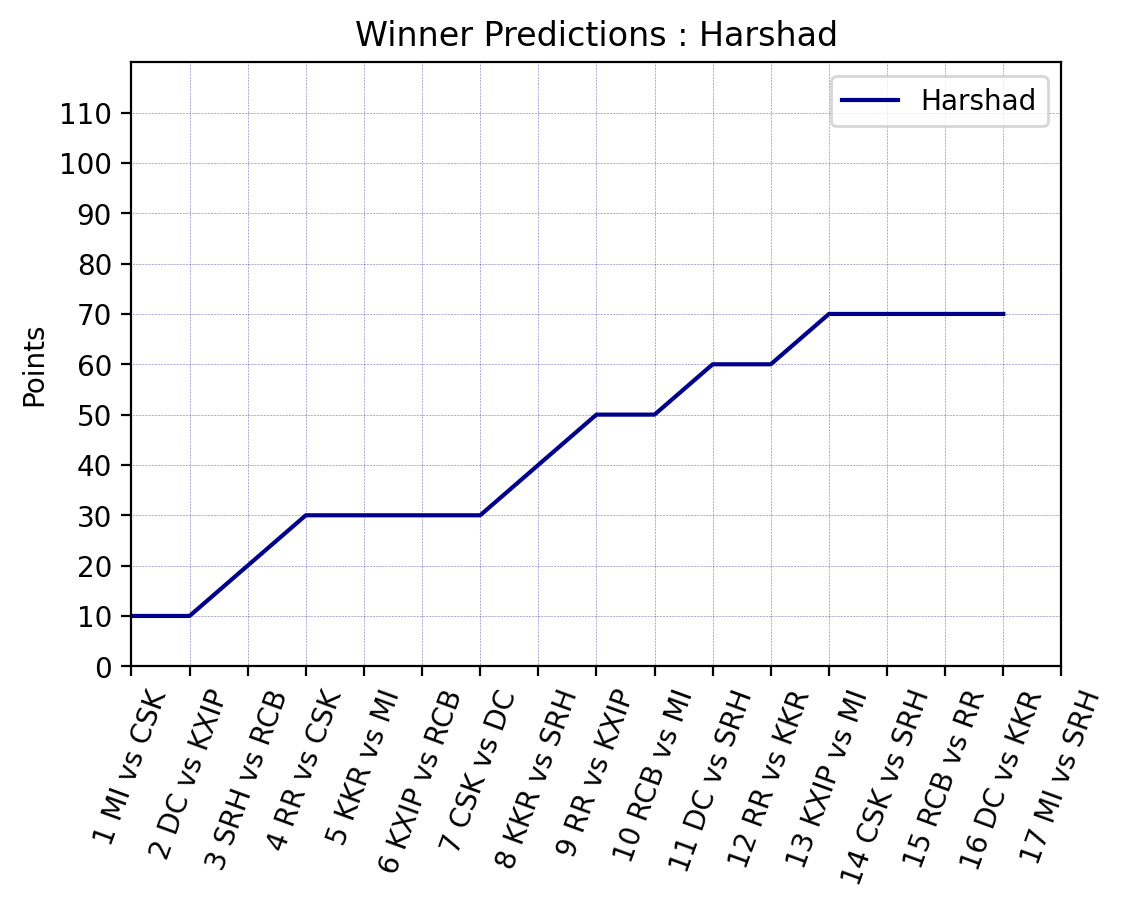 Winner Predictions : Harshad
Harshad
Points
110
100
90
80
70
60
50
40
30
20
10
0
1 MI vs CSK
2 DC vs KXIP
3 SRH vs RCB
4 RR vs CSK
5 KKR vs MI
6 KXIP vs RCB
7 CSK vs DC
8 KKR vs SRH
9 RR vs KXIP
10 RCB vs MI
11 DC vs SRH
12 RR vs KKR
13 KXIP vs MI
14 CSK vs SRH
15 RCB vs RR
16 DC vs KKR
17 MI vs SRH